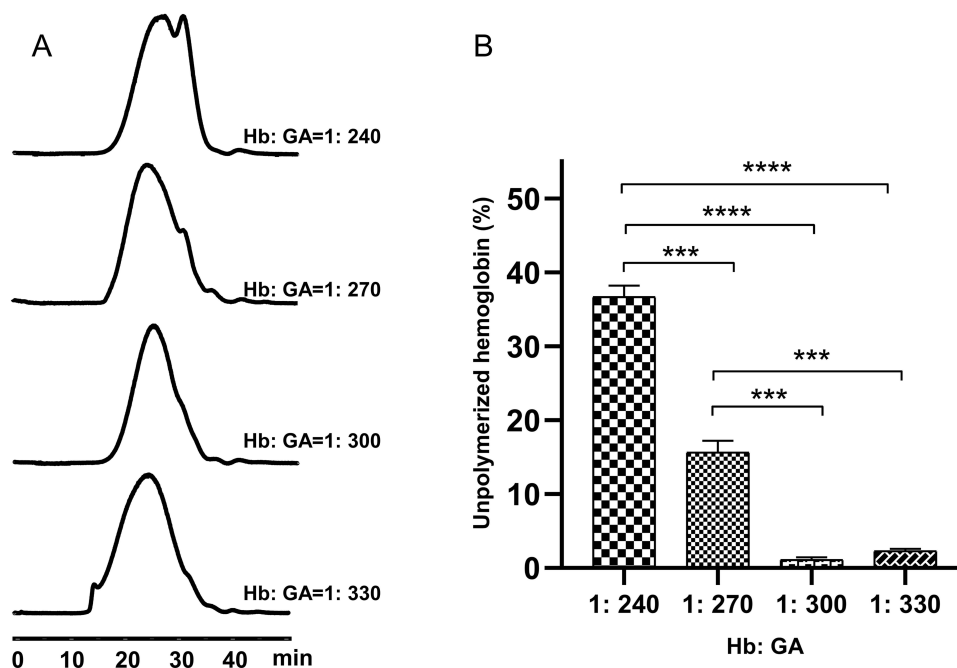 A
Hb: GA=1: 240
Hb: GA=1: 270
Hb: GA=1: 300
Hb: GA=1: 330
0 10 20 30 40 min
B
Unpolymerized hemoglobin (%)
50
40
30
20
10
0
****
****
***
***
***
1: 240 1: 270 1: 300 1: 330
Hb: GA